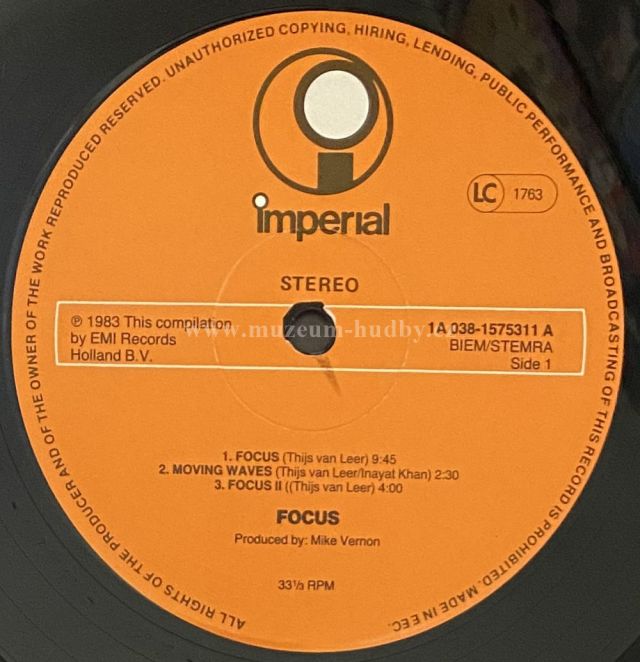 ALL RIGHTS OF THE PRODUCER AND OF THE OWNER OF THE WORK REPRODUCED RESERVED. UNAUTHORIZED COPYING, HIRING, LENDING, PUBLIC PERFORMANCE AND BROADCASTING OF THIS RECORD IS PROHIBITED. MADE IN EEC.
imperial
LC 1763
STEREO
℗ 1983 This compilation
by EMI Records
Holland B.V.
www.muzeum-hudby.
1A 038-1575311 A
BIEM/STEMRA
Side 1
1. FOCUS (Thijs van Leer) 9:45
2. MOVING WAVES (Thijs van Leer/Inayat Khan) 2:30
3. FOCUS II ((Thijs van Leer) 4:00
FOCUS
Produced by: Mike Vernon
33⅓ RPM